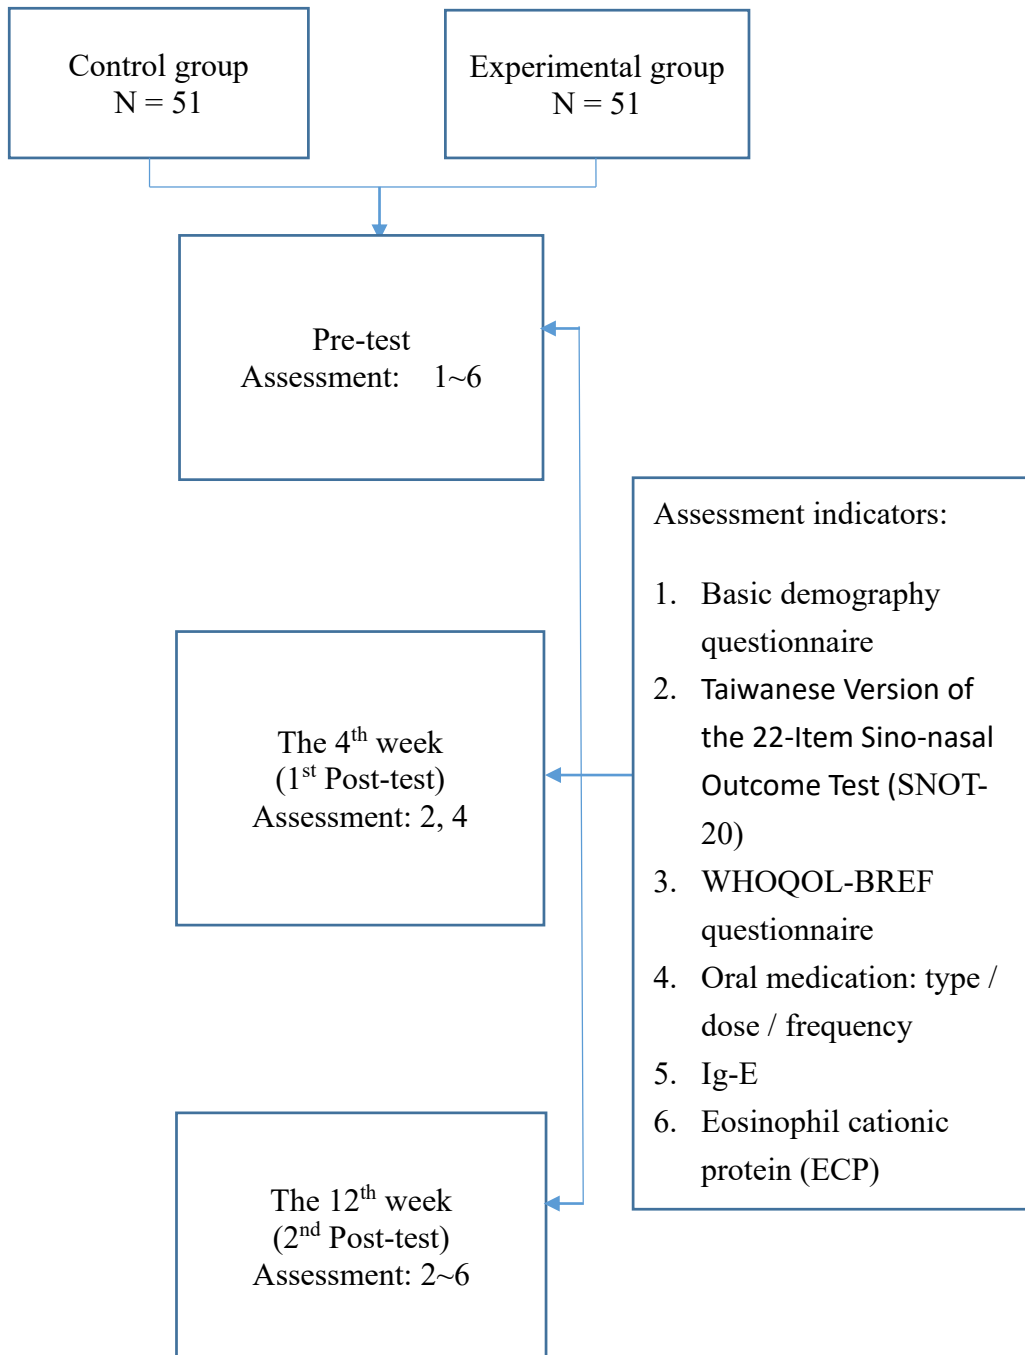 Control group
N = 51
Experimental group
N = 51
Pre-test
Assessment: 1~6
The 4th week
(1st Post-test)
Assessment: 2, 4
The 12th week
(2nd Post-test)
Assessment: 2~6
Assessment indicators:
1. Basic demography
questionnaire
2. Taiwanese Version of
the 22-Item Sino-nasal
Outcome Test (SNOT-
20)
3. WHOQOL-BREF
questionnaire
4. Oral medication: type /
dose / frequency
5. Ig-E
6. Eosinophil cationic
protein (ECP)